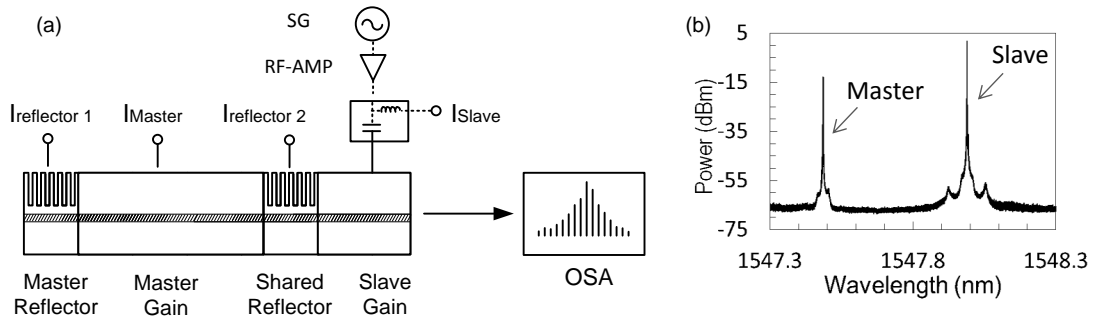 (a)
SG
RF-AMP
Ireflector 1
IMaster
Ireflector 2
ISlave
Master
Reflector
Master
Gain
Shared
Reflector
Slave
Gain
OSA
(b)
5
-15
-35
-55
-75
Power (dBm)
Master
Slave
1547.3
1547.8
1548.3
Wavelength (nm)